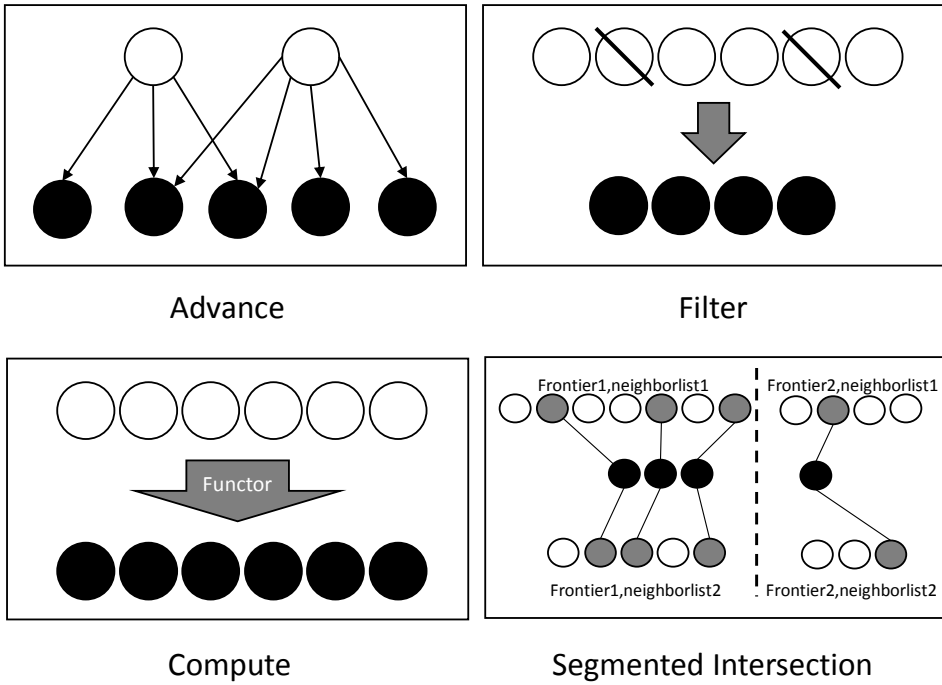 Advance
Filter
Functor
Compute
Frontier1,neighborlist1
Frontier2,neighborlist1
Frontier1,neighborlist2
Frontier2,neighborlist2
Segmented Intersection